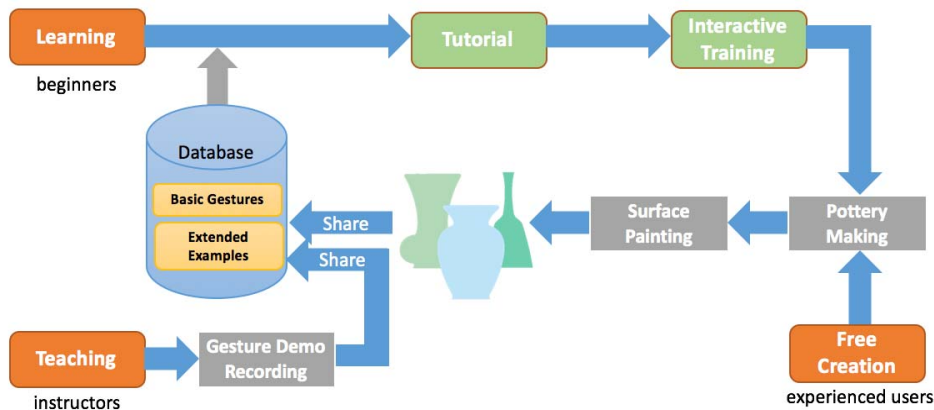 Learning
beginners
Tutorial
Interactive
Training
Database
Basic Gestures
Extended
Examples
Share
Share
Surface
Painting
Pottery
Making
Teaching
instructors
Gesture Demo
Recording
Free
Creation
experienced users